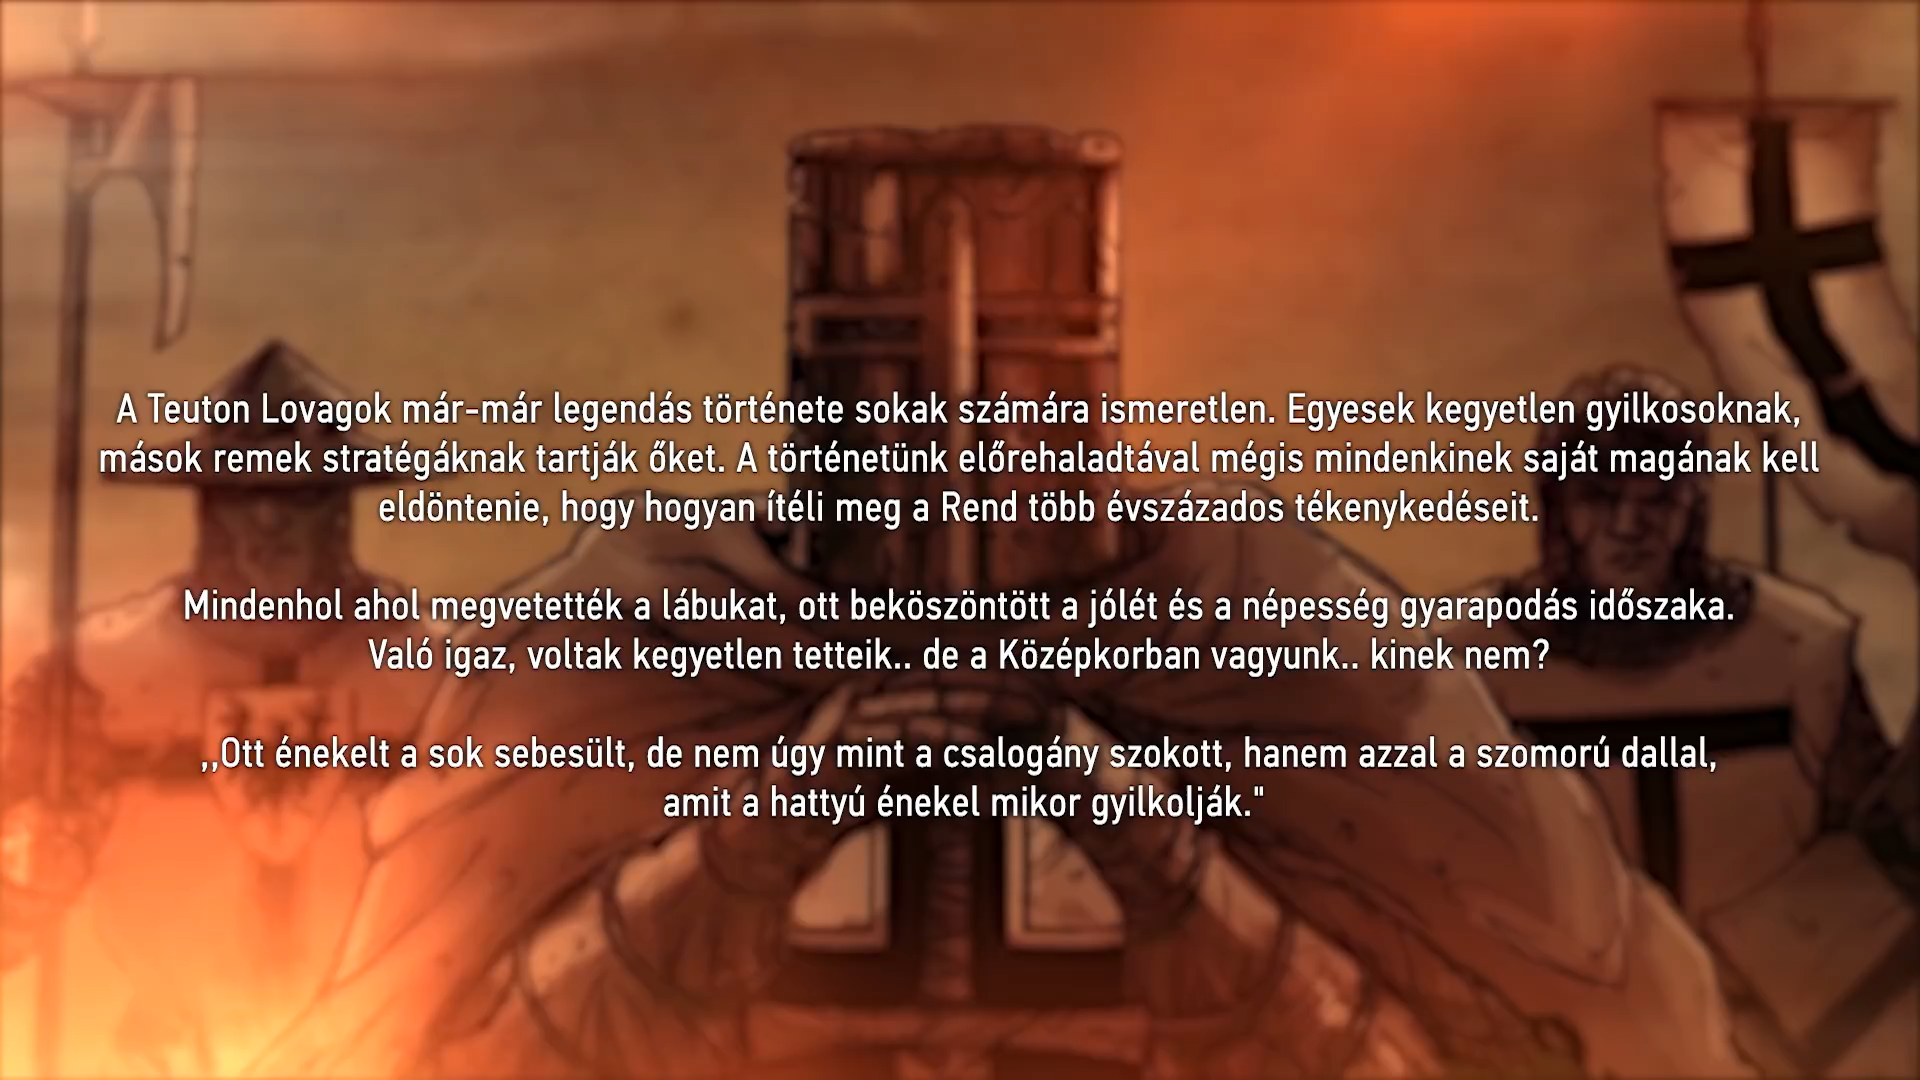 A Teuton Lovagok már-már legendás története sokak számára ismeretlen. Egyesek kegyetlen gyilkosoknak,
mások remek stratégáknak tartják őket. A történetünk előrehaladtával mégis mindenkinek saját magának kell
eldöntenie, hogy hogyan ítéli meg a Rend több évszázados tékenykedéseit.
Mindenhol ahol megvetették a lábukat, ott beköszöntött a jólét és a népesség gyarapodás időszaka.
Való igaz, voltak kegyetlen tetteik.. de a Középkorban vagyunk.. kinek nem?
,,Ott énekelt a sok sebesült, de nem úgy mint a csalogány szokott, hanem azzal a szomorú dallal,
amit a hattyú énekel mikor gyilkolják."